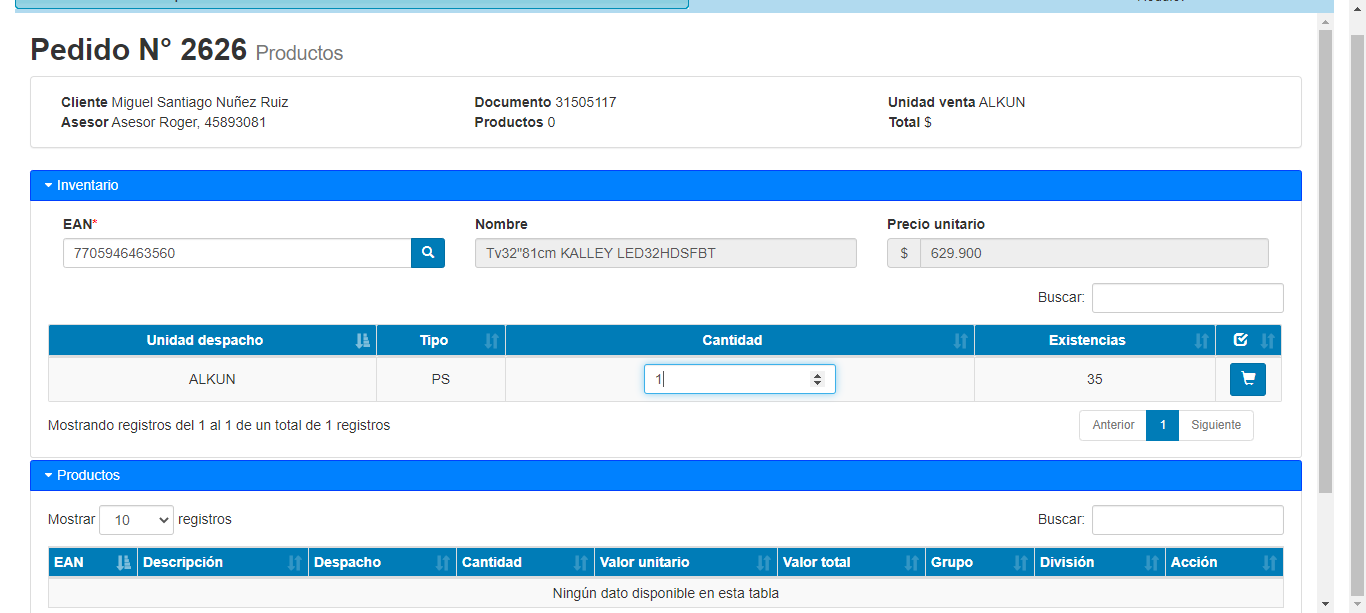 Pedido N° 2626 Productos
Cliente Miguel Santiago Nuñez Ruiz Documento 31505117 Unidad venta ALKUN
Asesor Asesor Roger, 45893081 Productos 0 Total $
Inventario
EAN* Nombre Precio unitario
7705946463560 Tv32"81cm KALLEY LED32HDSFBT $ 629.900
Buscar:
Unidad despacho Tipo Cantidad Existencias
ALKUN PS 1 35
Mostrando registros del 1 al 1 de un total de 1 registros Anterior 1 Siguiente
Productos
Mostrar 10 registros Buscar:
EAN Descripción Despacho Cantidad Valor unitario Valor total Grupo División Acción
Ningún dato disponible en esta tabla